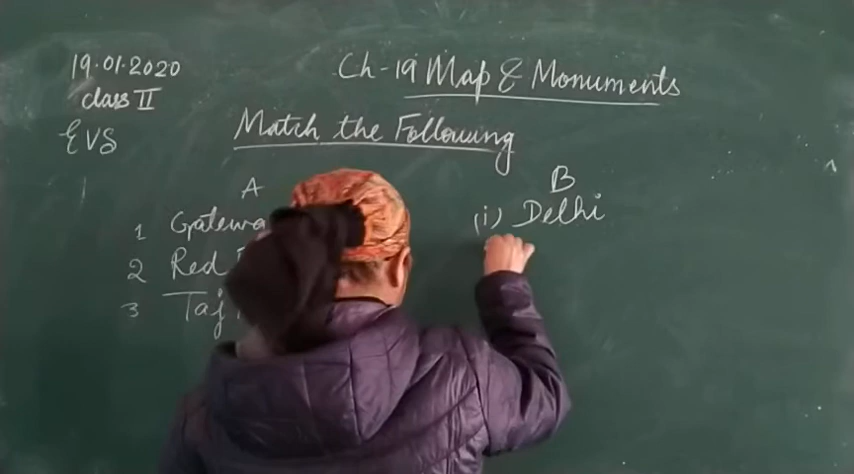 19.01.2020
Ch-19 Map & Monuments
class II
EVS
Match the Following
A
B
1 Gatewa
(i) Delhi
2 Red
3 Taj